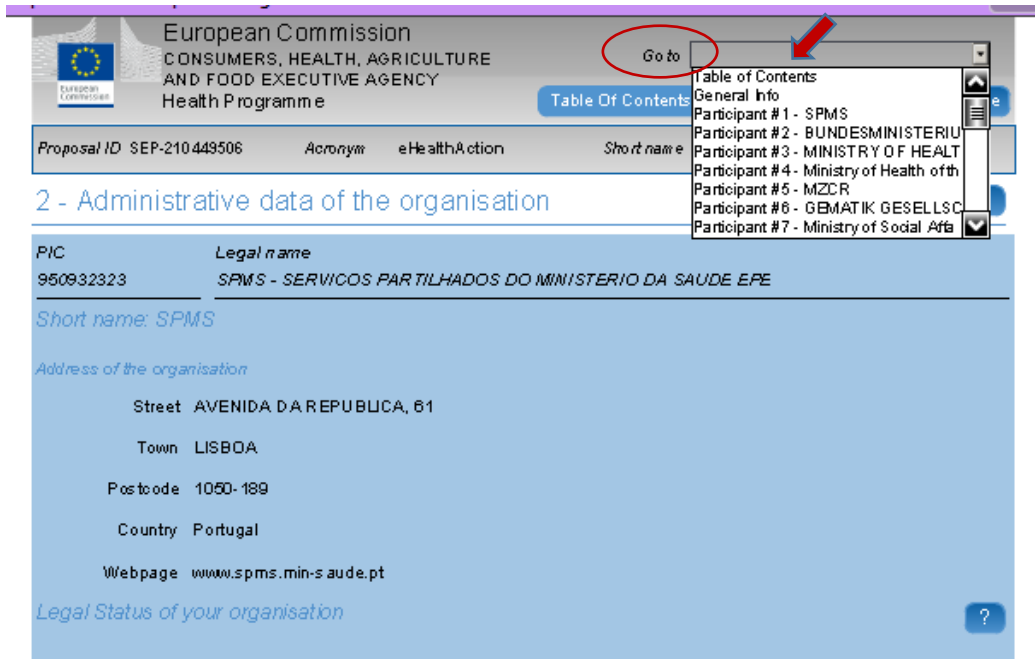 European Commission
CONSUMERS, HEALTH, AGRICULTURE
AND FOOD EXECUTIVE AGENCY
Health Programme
European
Commission
Go to
Table Of Contents
Table of Contents
General Info
Participant #1 - SPMS
Participant #2 - BUNDESMINISTERIU
Participant #3 - MINISTRY OF HEALT
Participant #4 - Ministry of Health of th
Participant #5 - MZCR
Participant #6 - GEMATIK GESELLSC
Participant #7 - Ministry of Social Affa
Proposal ID SEP-210449506 Acronym eHealthAction Short name
2 - Administrative data of the organisation
PIC Legal name
950932323 SPMS - SERVICOS PARTILHADOS DO MINISTERIO DA SAUDE EPE
Short name: SPMS
Address of the organisation
Street AVENIDA DA REPUBLICA, 61
Town LISBOA
Postcode 1050-189
Country Portugal
Webpage www.spms.min-saude.pt
Legal Status of your organisation
?